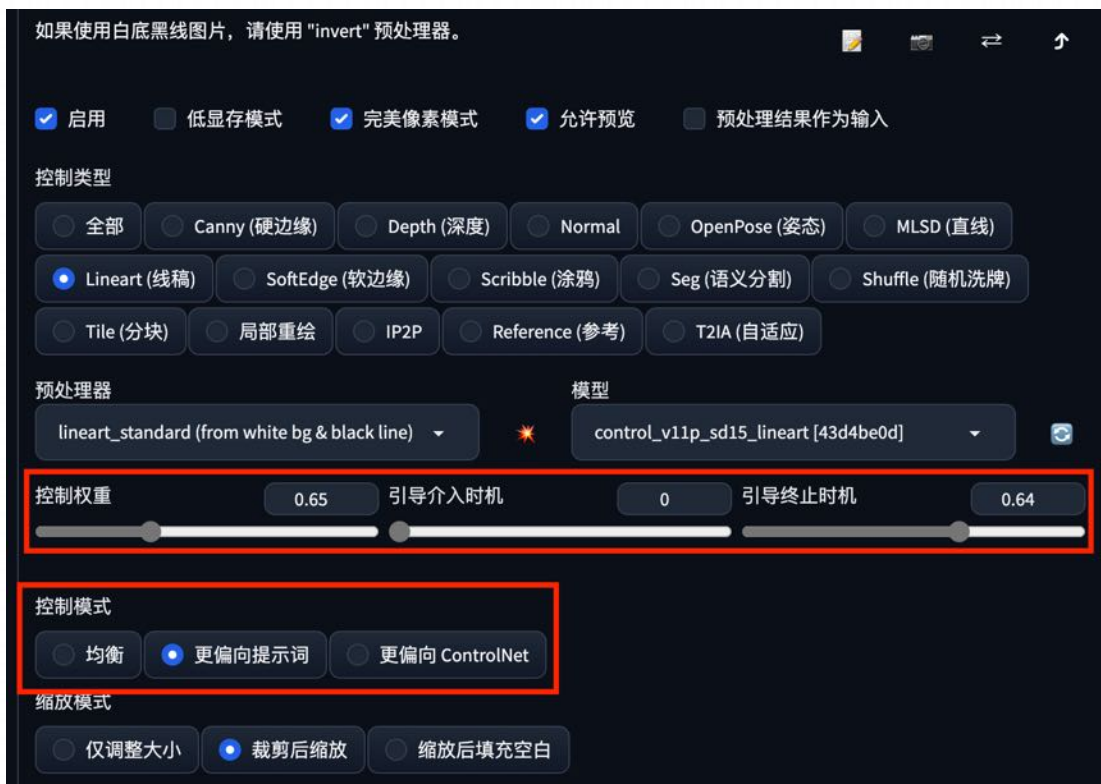 如果使用白底黑线图片，请使用 "invert" 预处理器。
启用 低显存模式 完美像素模式 允许预览 预处理结果作为输入
控制类型
全部 Canny (硬边缘) Depth (深度) Normal OpenPose (姿态) MLSD (直线)
Lineart (线稿) SoftEdge (软边缘) Scribble (涂鸦) Seg (语义分割) Shuffle (随机洗牌)
Tile (分块) 局部重绘 IP2P Reference (参考) T2IA (自适应)
预处理器 模型
lineart_standard (from white bg & black line) control_v11p_sd15_lineart [43d4be0d]
控制权重 0.65 引导介入时机 0 引导终止时机 0.64
控制模式
均衡 更偏向提示词 更偏向 ControlNet
缩放模式
仅调整大小 裁剪后缩放 缩放后填充空白